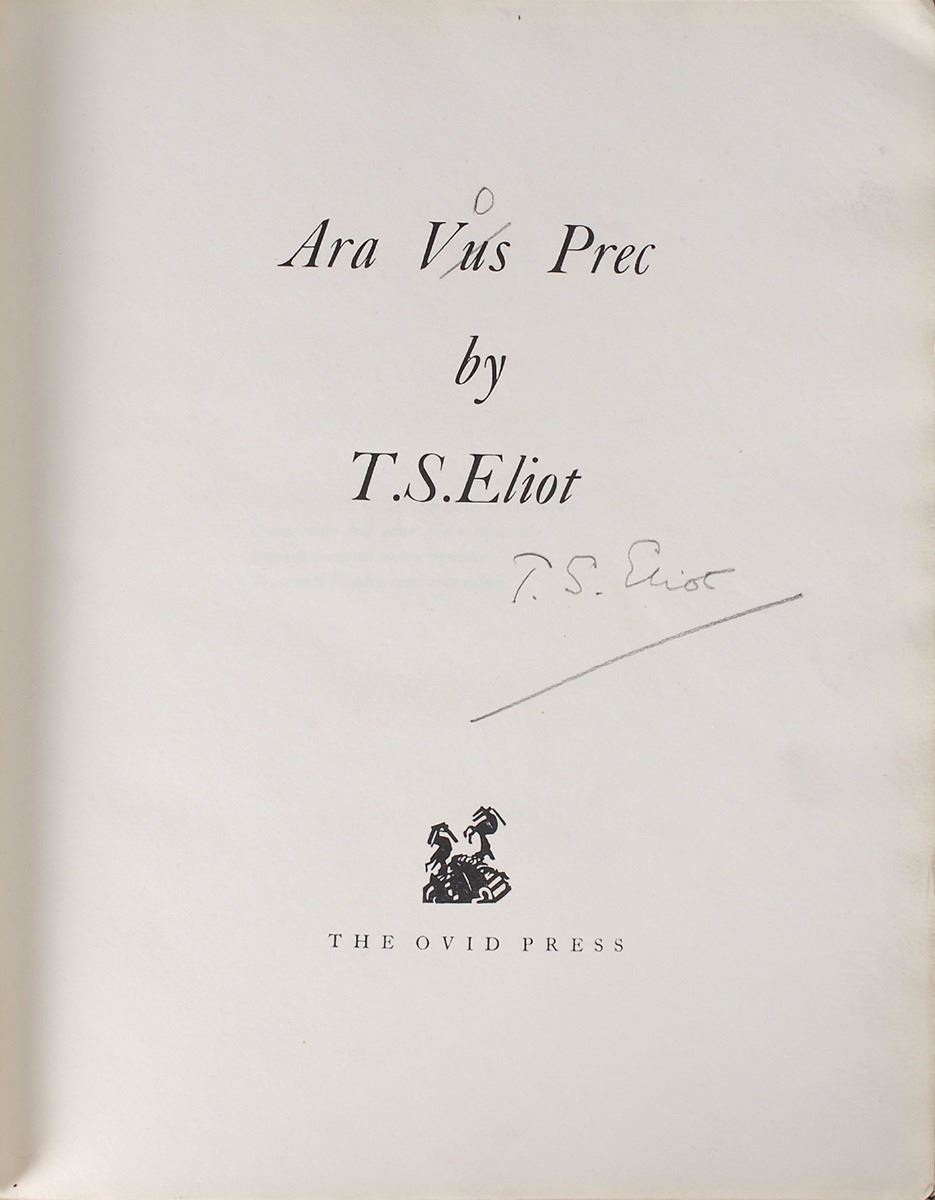 O
Ara Vus Prec
by
T.S.Eliot
T. S. Eliot
THE OVID PRESS